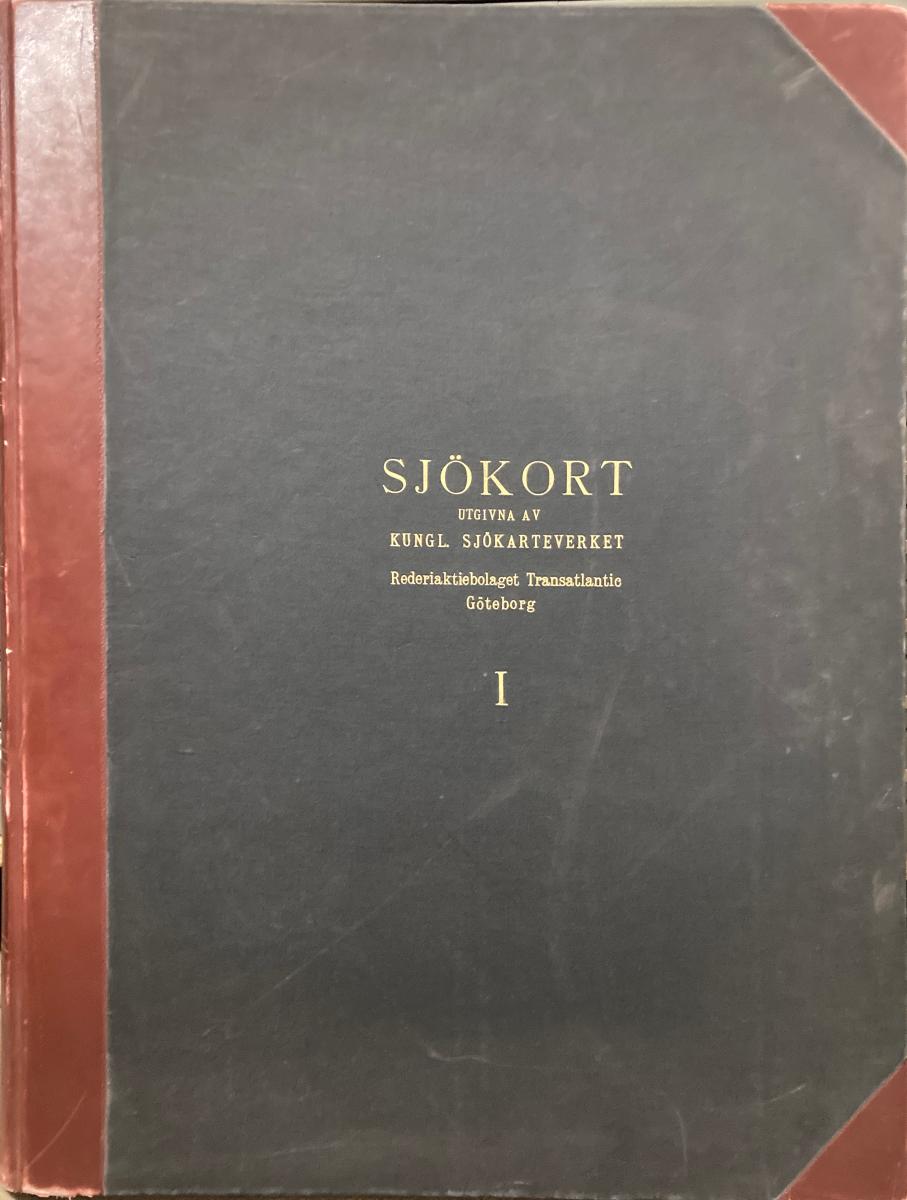 SJÖKORT
UTGIVNA AV
KUNGL. SJÖKARTEVERKET
Rederiaktiebolaget Transatlantic
Göteborg
I